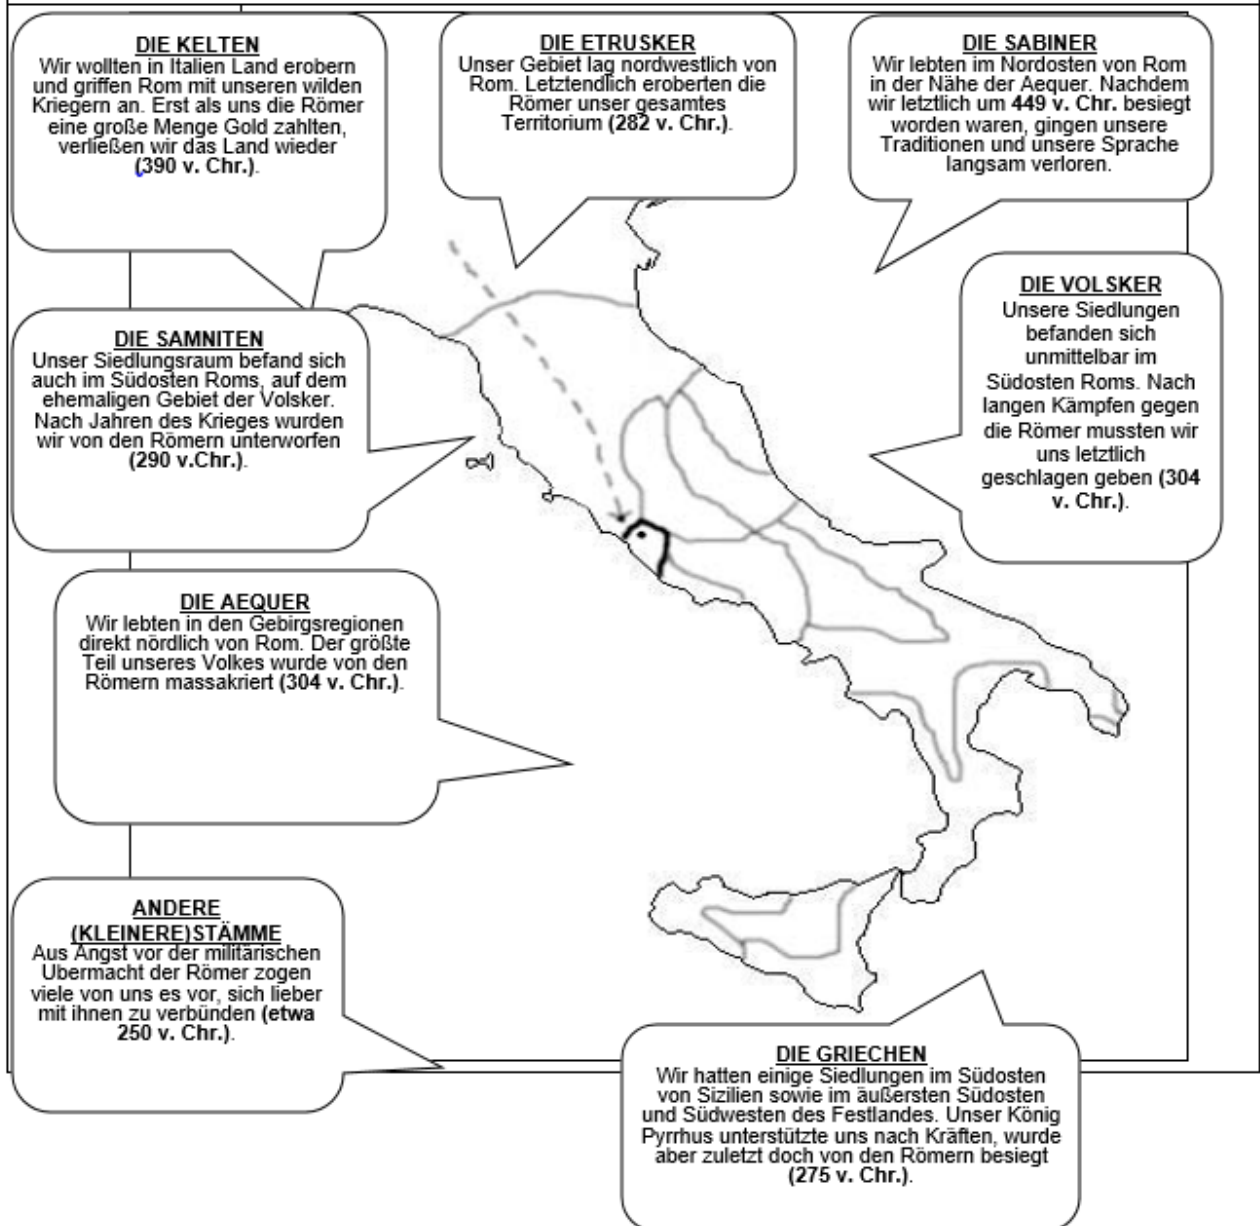 DIE KELTEN
Wir wollten in Italien Land erobern
und griffen Rom mit unseren wilden
Kriegern an. Erst als uns die Römer
eine große Menge Gold zahlten,
verließen wir das Land wieder
(390 v. Chr.).
DIE ETRUSKER
Unser Gebiet lag nordwestlich von
Rom. Letztendlich eroberten die
Römer unser gesamtes
Territorium (282 v. Chr.).
DIE SABINER
Wir lebten im Nordosten von Rom
in der Nähe der Aequer. Nachdem
wir letztlich um 449 v. Chr. besiegt
worden waren, gingen unsere
Traditionen und unsere Sprache
langsam verloren.
DIE VOLSKER
Unsere Siedlungen
befanden sich
unmittelbar im
Südosten Roms. Nach
langen Kämpfen gegen
die Römer mussten wir
uns letztlich
geschlagen geben (304
v. Chr.).
DIE SAMNITEN
Unser Siedlungsraum befand sich
auch im Südosten Roms, auf dem
ehemaligen Gebiet der Volsker.
Nach Jahren des Krieges wurden
wir von den Römern unterworfen
(290 v.Chr.).
DIE AEQUER
Wir lebten in den Gebirgsregionen
direkt nördlich von Rom. Der größte
Teil unseres Volkes wurde von den
Römern massakriert (304 v. Chr.).
ANDERE
(KLEINERE)STÄMME
Aus Angst vor der militärischen
Übermacht der Römer zogen
viele von uns es vor, sich lieber
mit ihnen zu verbünden (etwa
250 v. Chr.).
DIE GRIECHEN
Wir hatten einige Siedlungen im Südosten
von Sizilien sowie im äußersten Südosten
und Südwesten des Festlandes. Unser König
Pyrrhus unterstützte uns nach Kräften, wurde
aber zuletzt doch von den Römern besiegt
(275 v. Chr.).